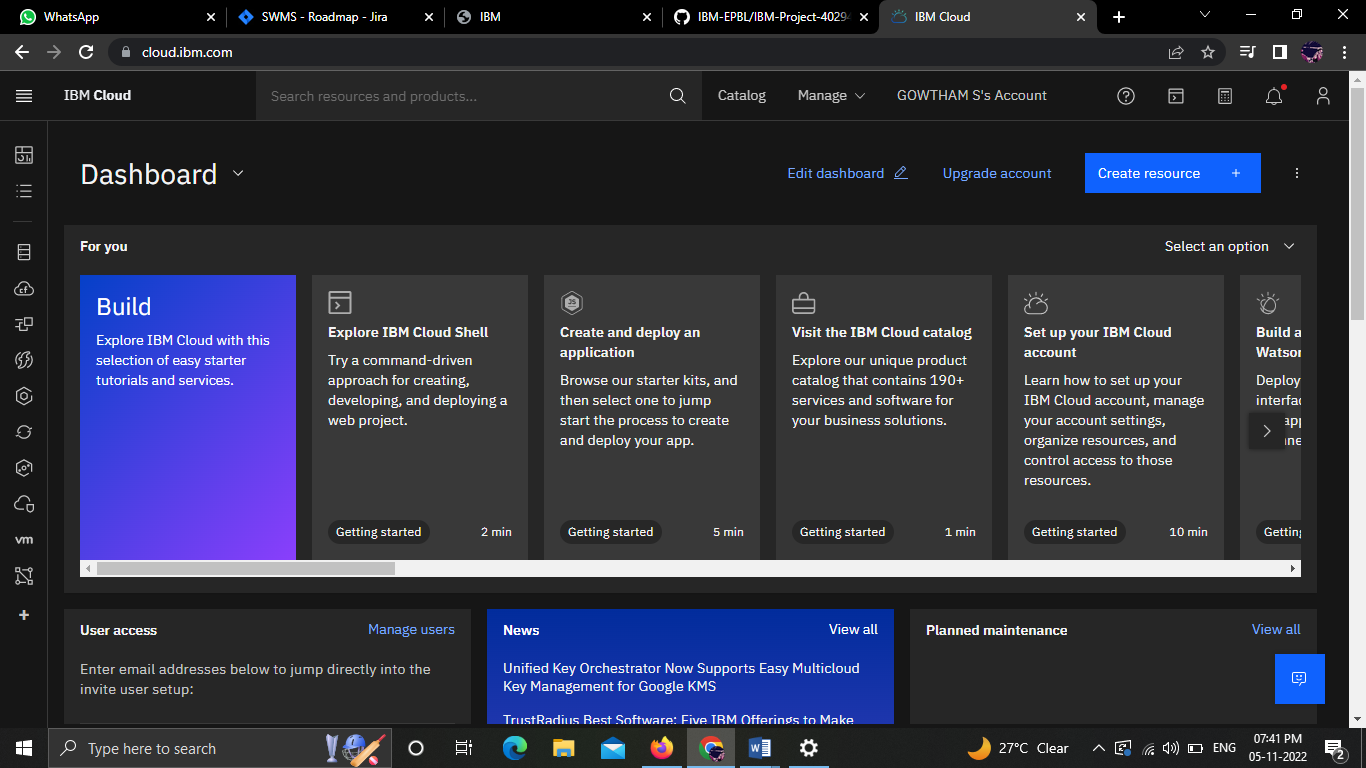 WhatsApp
SWMS - Roadmap - Jira
IBM
IBM-EPBL/IBM-Project-4029
IBM Cloud
cloud.ibm.com
IBM Cloud
Search resources and products...
Catalog
Manage
GOWTHAM S's Account
Dashboard
Edit dashboard
Upgrade account
Create resource +
For you
Select an option
Build
Explore IBM Cloud with this
selection of easy starter
tutorials and services.
Explore IBM Cloud Shell
Try a command-driven
approach for creating,
developing, and deploying a
web project.
Getting started
2 min
JS
Create and deploy an
application
Browse our starter kits, and
then select one to jump
start the process to create
and deploy your app.
Getting started
5 min
Visit the IBM Cloud catalog
Explore our unique product
catalog that contains 190+
services and software for
your business solutions.
Getting started
1 min
Set up your IBM Cloud
account
Learn how to set up your
IBM Cloud account, manage
your account settings,
organize resources, and
control access to those
resources.
Getting started
10 min
Build a
Watson
Deploy
interfac
app
nne
Getting
cf
vm
User access
Manage users
Enter email addresses below to jump directly into the
invite user setup:
News
View all
Unified Key Orchestrator Now Supports Easy Multicloud
Key Management for Google KMS
TrustRadius Best Software: Five IBM Offerings to Make
Planned maintenance
View all
Type here to search
27°C Clear
ENG
07:41 PM
05-11-2022
2